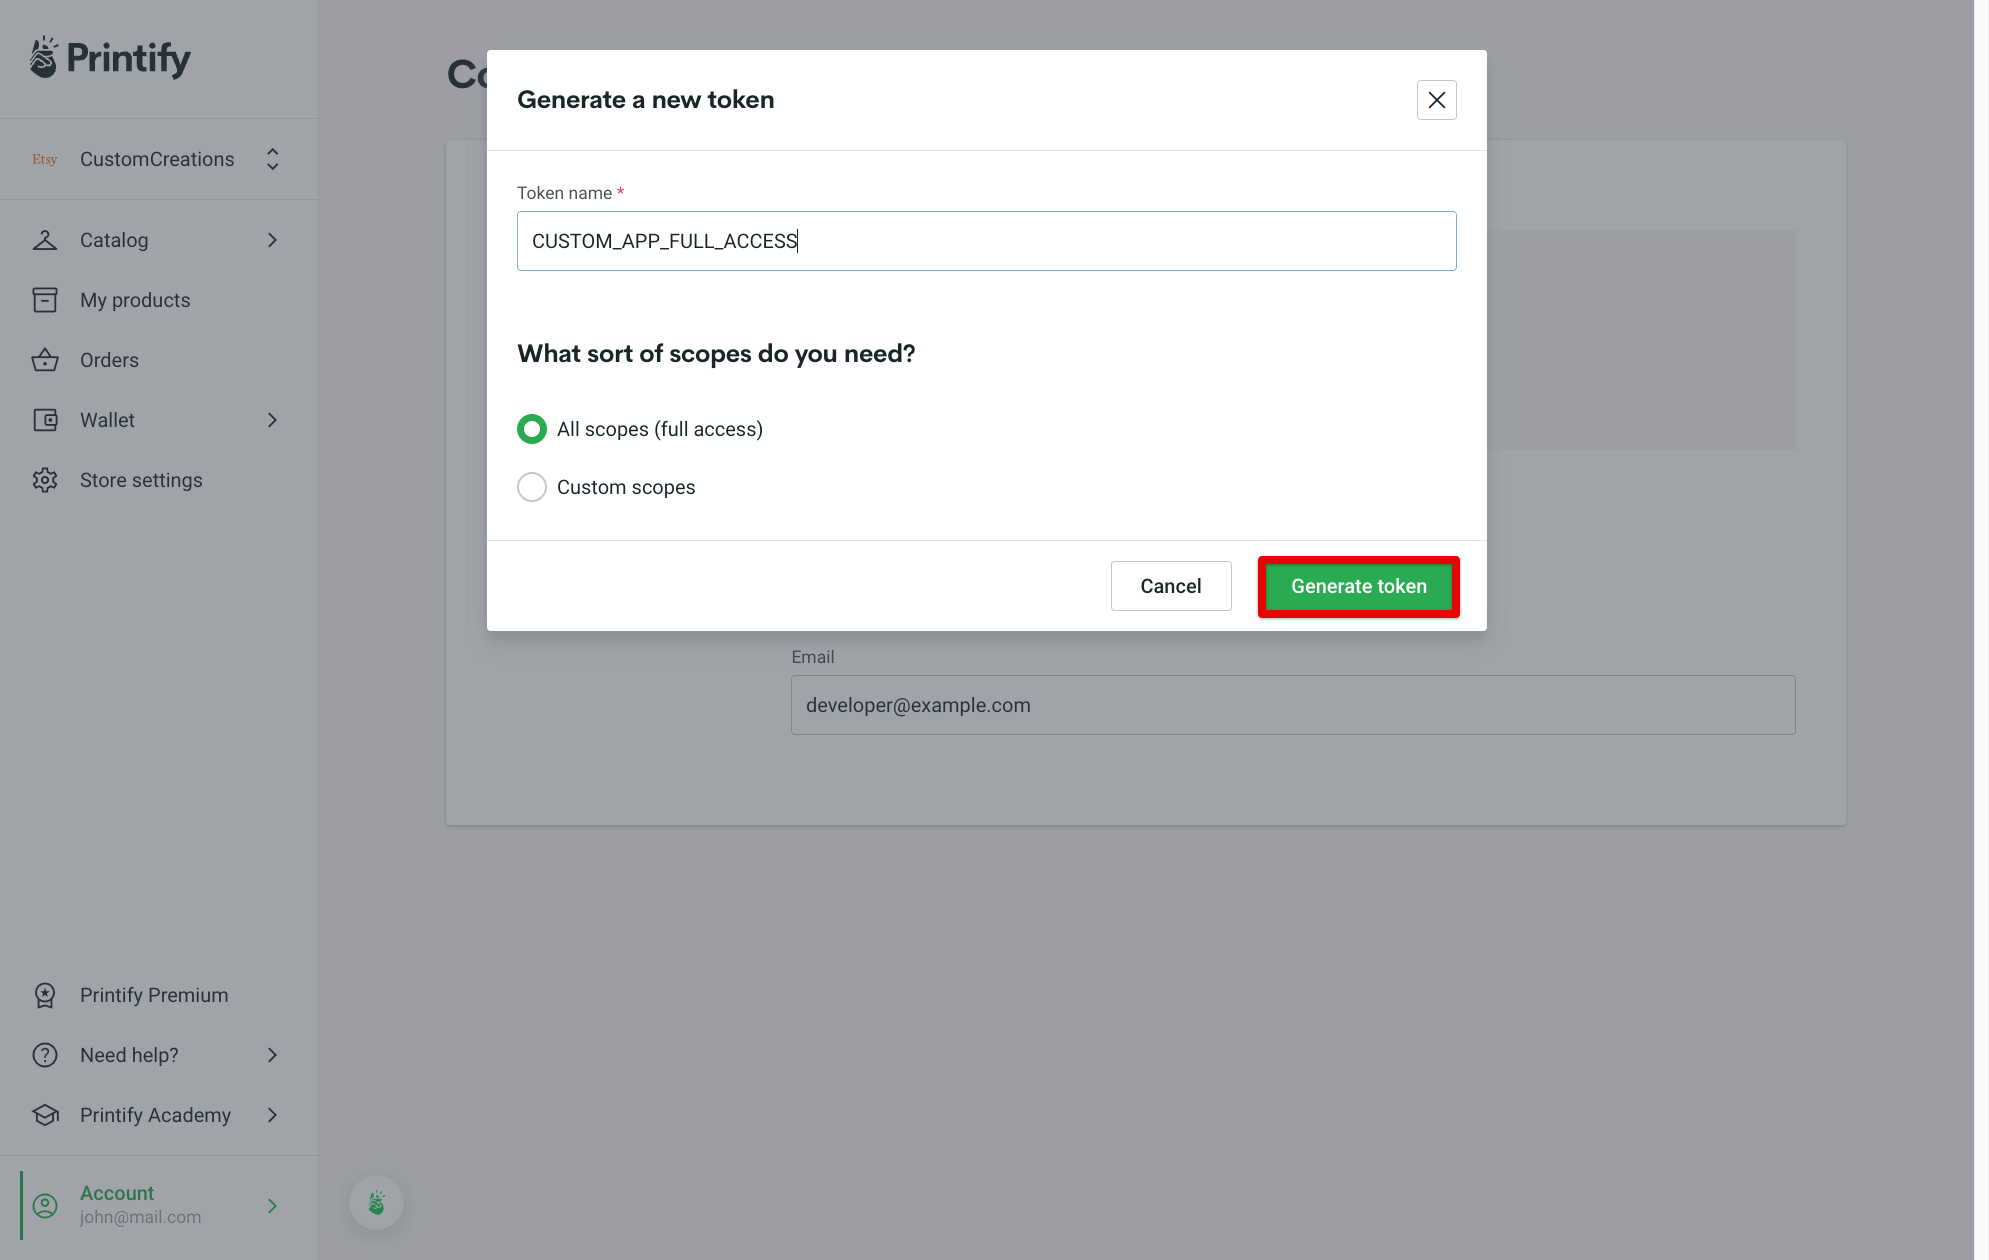 Printify
Etsy CustomCreations
Catalog
My products
Orders
Wallet
Store settings
Printify Premium
Need help?
Printify Academy
Account
john@mail.com
Generate a new token
Token name *
CUSTOM_APP_FULL_ACCESS
What sort of scopes do you need?
All scopes (full access)
Custom scopes
Cancel
Generate token
Email
developer@example.com